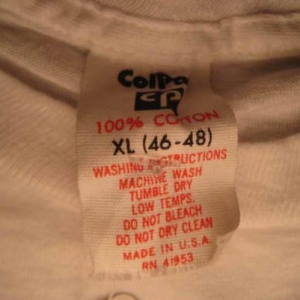 ColPa
CP
100% COTTON
XL (46-48)
WASHING INSTRUCTIONS
MACHINE WASH
TUMBLE DRY
LOW TEMPS.
DO NOT BLEACH
DO NOT DRY CLEAN
MADE IN U.S.A.
RN 41953